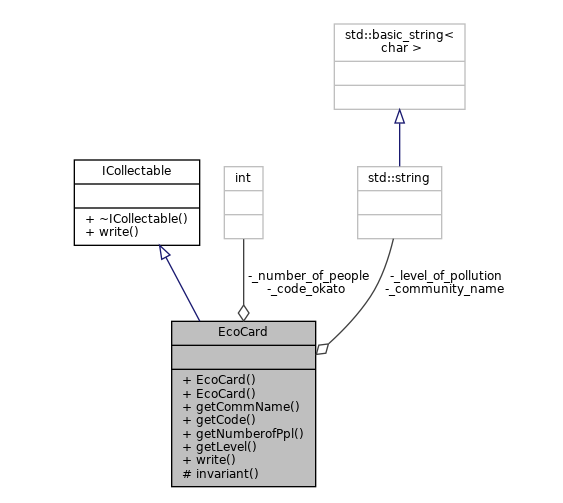 std::basic_string<
char >
ICollectable
+ ~ICollectable()
+ write()
int
std::string
-_number_of_people
-_code_okato
-_level_of_pollution
-_community_name
EcoCard
+ EcoCard()
+ EcoCard()
+ getCommName()
+ getCode()
+ getNumberofPpl()
+ getLevel()
+ write()
# invariant()